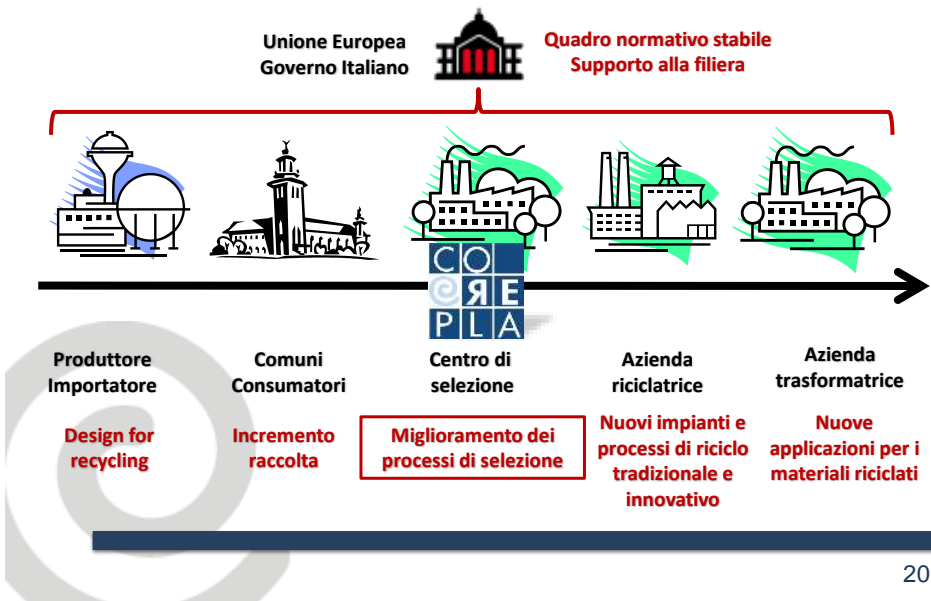 Unione Europea
Governo Italiano
Quadro normativo stabile
Supporto alla filiera
CO
REPLA
Produttore
Importatore
Comuni
Consumatori
Centro di
selezione
Azienda
riciclatrice
Azienda
trasformatrice
Design for
recycling
Incremento
raccolta
Miglioramento dei
processi di selezione
Nuovi impianti e
processi di riciclo
tradizionale e
innovativo
Nuove
applicazioni per i
materiali riciclati
20